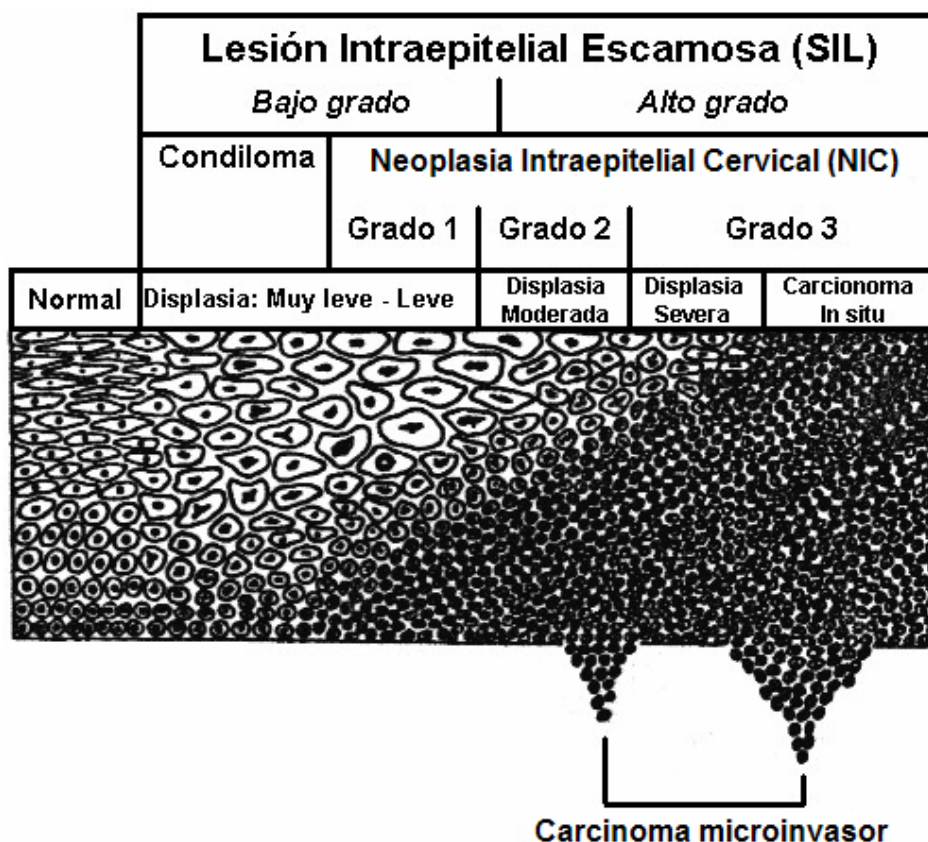 Lesión Intraepitelial Escamosa (SIL)
Bajo grado
Alto grado
Condiloma
Neoplasia Intraepitelial Cervical (NIC)
Grado 1
Grado 2
Grado 3
Normal
Displasia: Muy leve - Leve
Displasia
Moderada
Displasia
Severa
Carcionoma
In situ
Carcinoma microinvasor